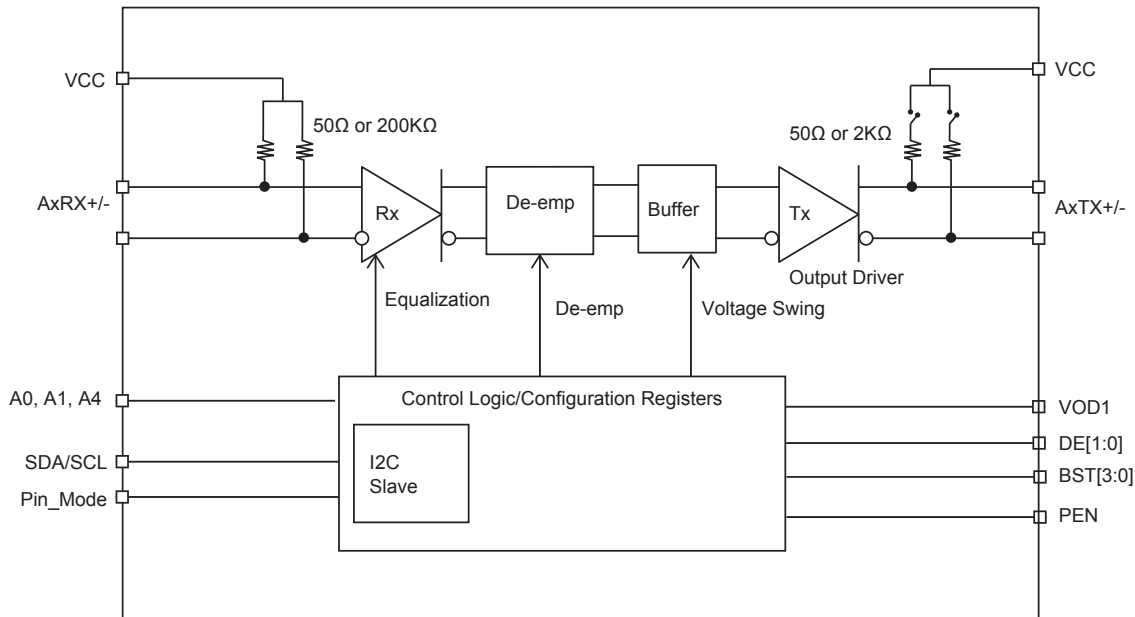 VCC
VCC
50Ω or 200KΩ
50Ω or 2KΩ
AxRX+/-
Rx
De-emp
Buffer
Tx
AxTX+/-
Output Driver
Equalization
De-emp
Voltage Swing
A0, A1, A4
Control Logic/Configuration Registers
VOD1
SDA/SCL
I2C
Slave
DE[1:0]
Pin_Mode
BST[3:0]
PEN